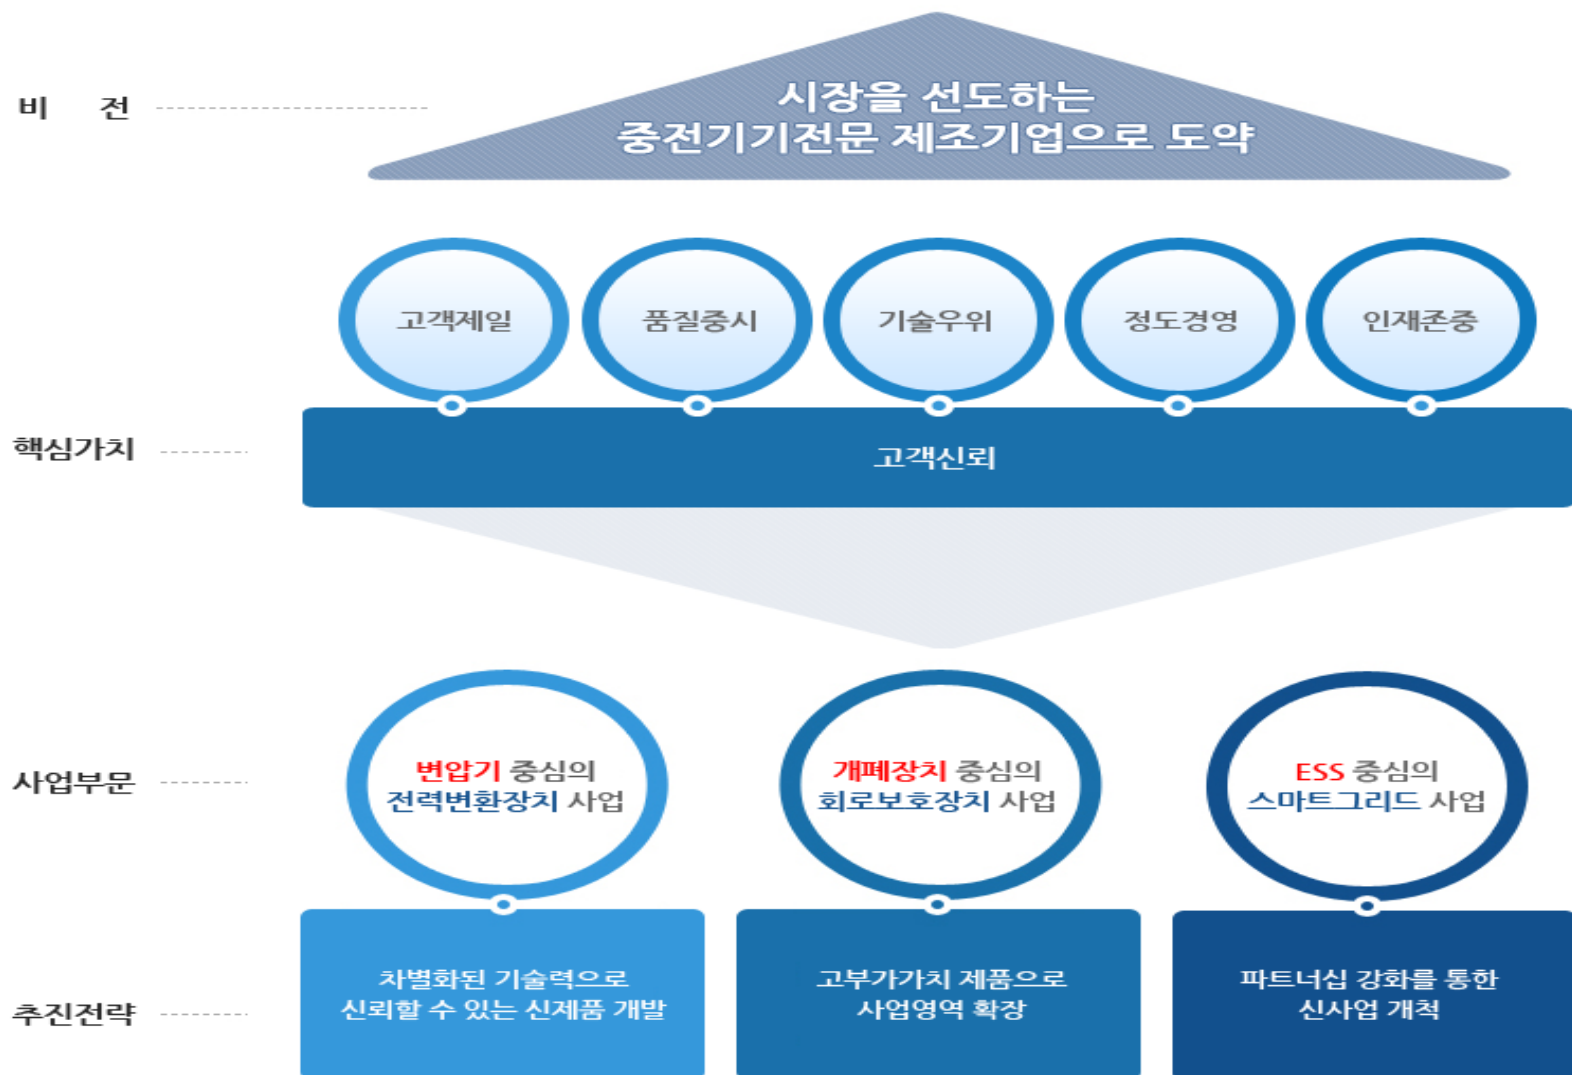 비 전
시장을 선도하는
중전기기전문 제조기업으로 도약
고객제일
품질중시
기술우위
정도경영
인재존중
핵심가치
고객신뢰
사업부문
변압기 중심의
전력변환장치 사업
개폐장치 중심의
회로보호장치 사업
ESS 중심의
스마트그리드 사업
추진전략
차별화된 기술력으로
신뢰할 수 있는 신제품 개발
고부가가치 제품으로
사업영역 확장
파트너십 강화를 통한
신사업 개척